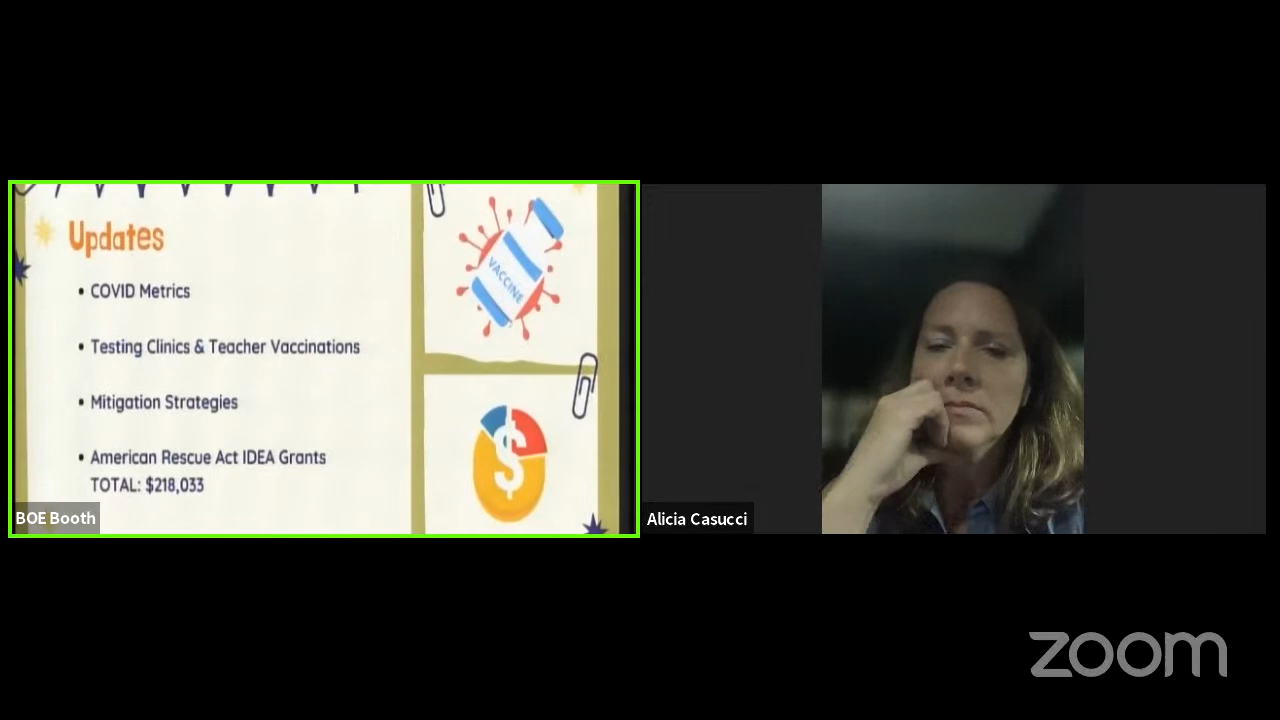 Updates
• COVID Metrics
• Testing Clinics & Teacher Vaccinations
• Mitigation Strategies
• American Rescue Act IDEA Grants
TOTAL: $218,033
VACCINE
$
BOE Booth
Alicia Casucci
zoom